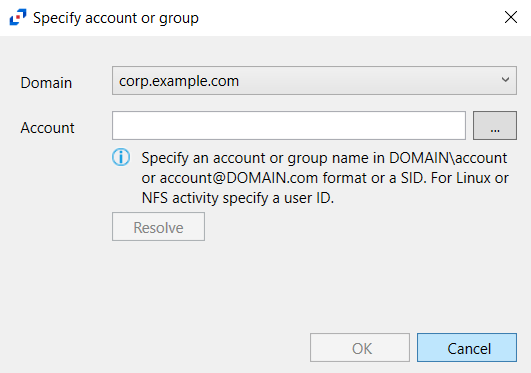 Specify account or group
Domain
corp.example.com
Account
...
Specify an account or group name in DOMAIN\account
or account@DOMAIN.com format or a SID. For Linux or
NFS activity specify a user ID.
Resolve
OK
Cancel